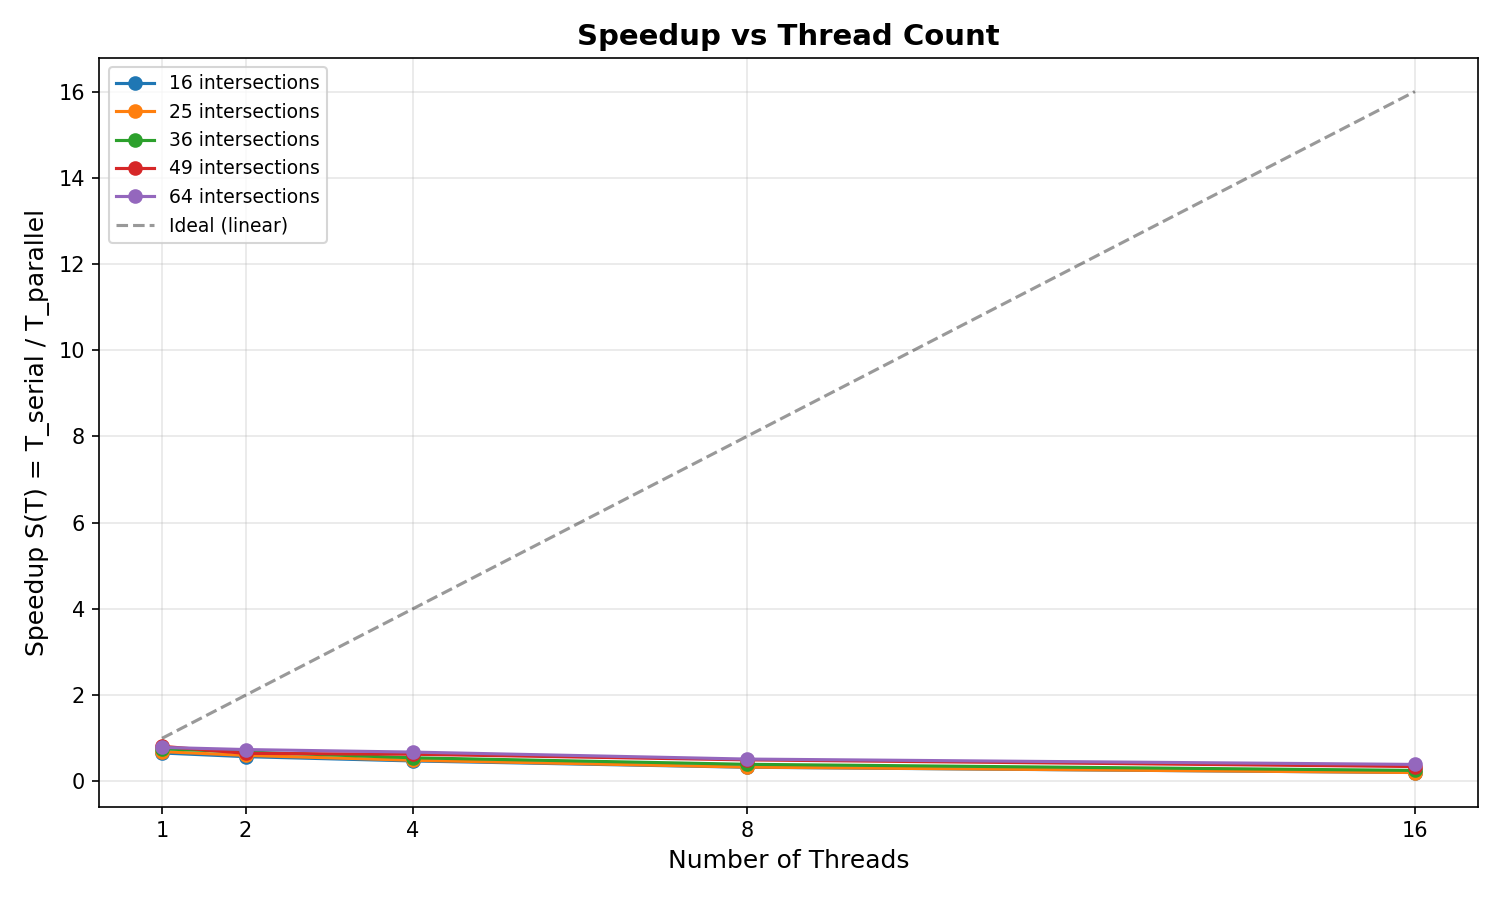 Speedup vs Thread Count
16 intersections
25 intersections
36 intersections
49 intersections
64 intersections
Ideal (linear)
Speedup S(T) = T_serial / T_parallel
16
14
12
10
8
6
4
2
0
1 2 4 8 16
Number of Threads